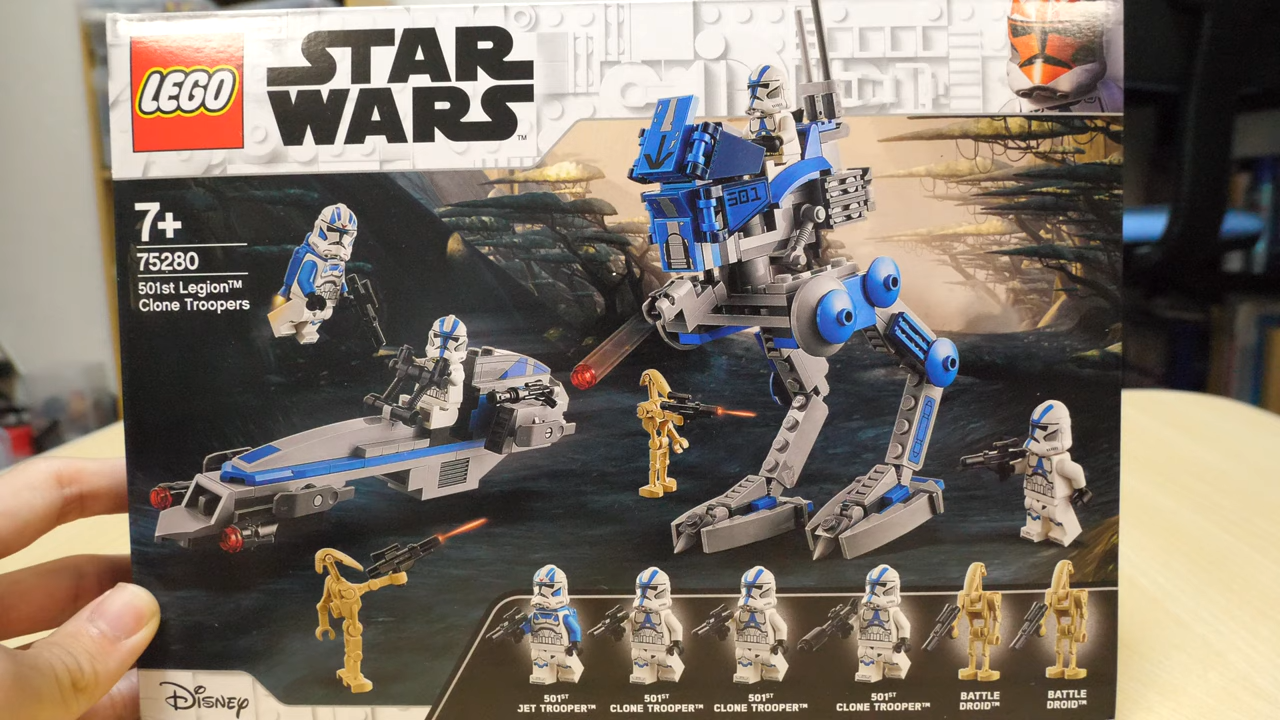 LEGO
STAR
WARS™
7+
75280
501st Legion™
Clone Troopers
501
Disney
501ST
JET TROOPER™
501ST
CLONE TROOPER™
501ST
CLONE TROOPER™
501ST
CLONE TROOPER™
BATTLE
DROID™
BATTLE
DROID™